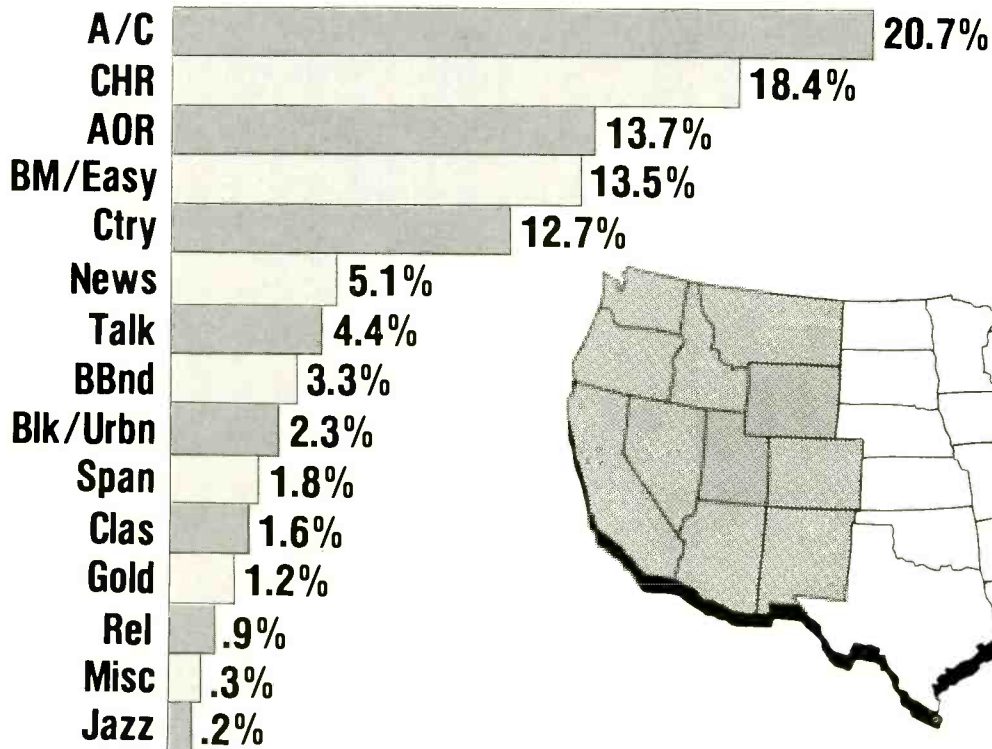 A/C 20.7%
CHR 18.4%
AOR 13.7%
BM/Easy 13.5%
Ctry 12.7%
News 5.1%
Talk 4.4%
BBnd 3.3%
Blk/Urbn 2.3%
Span 1.8%
Clas 1.6%
Gold 1.2%
Rel .9%
Misc .3%
Jazz .2%